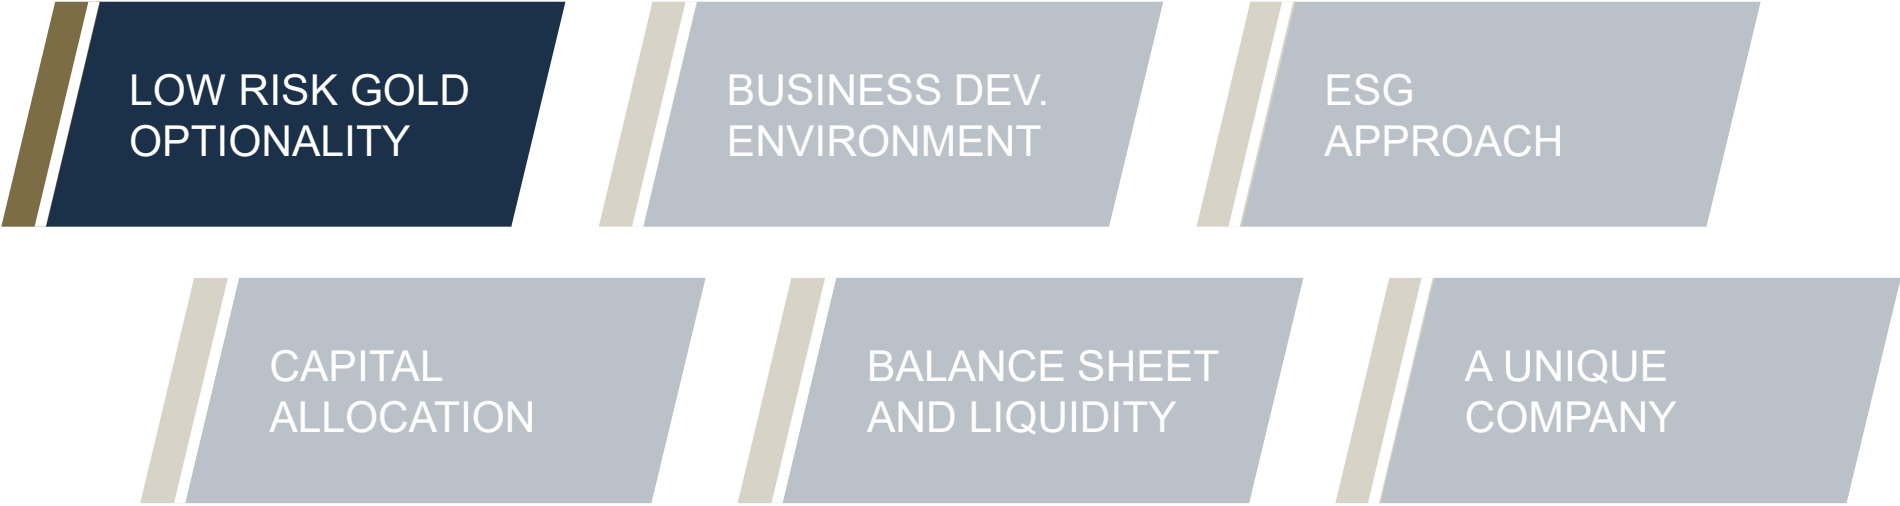 LOW RISK GOLD
OPTIONALITY
BUSINESS DEV.
ENVIRONMENT
ESG
APPROACH
CAPITAL
ALLOCATION
BALANCE SHEET
AND LIQUIDITY
A UNIQUE
COMPANY